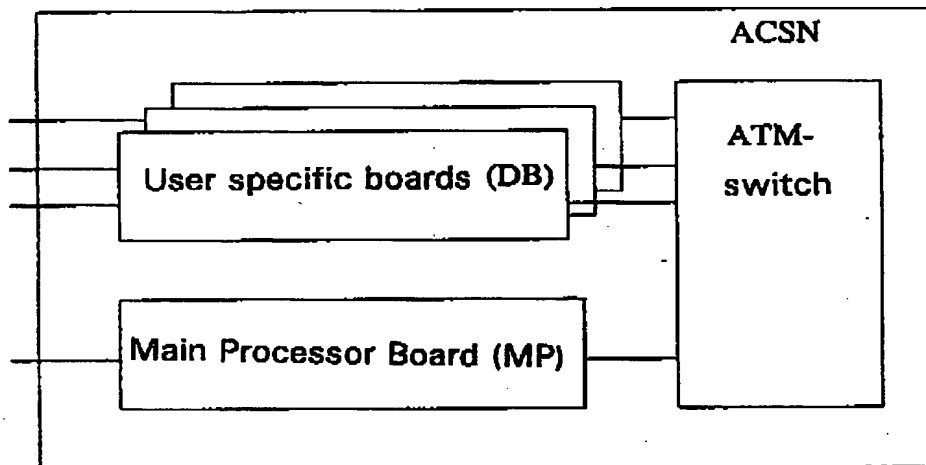 ACSN
User specific boards (DB)
ATM-
switch
Main Processor Board (MP)